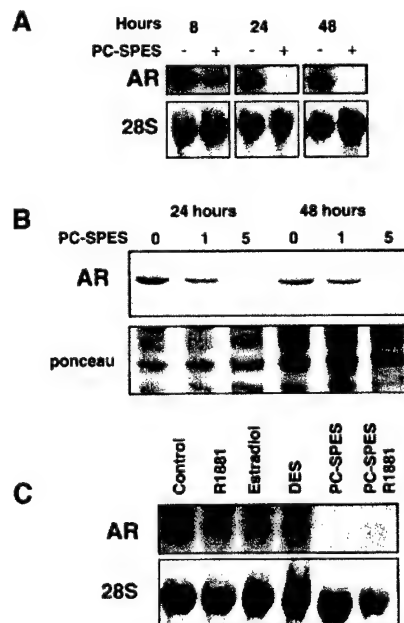 A
Hours 8 24 48
PC-SPES - + - + - +
AR
28S
B
24 hours 48 hours
PC-SPES 0 1 5 0 1 5
AR
ponceau
C
Control R1881 Estradiol DES PC-SPES PC-SPES R1881
AR
28S